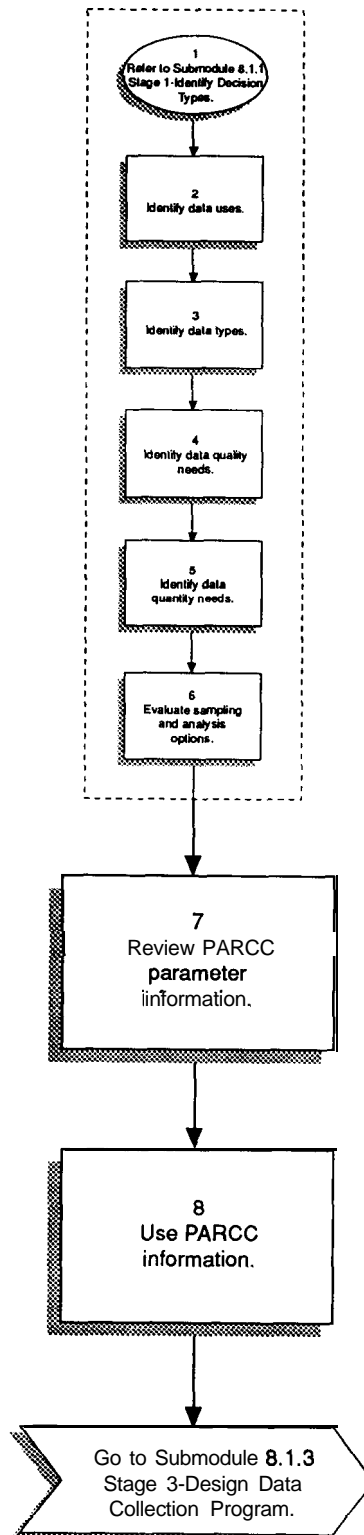 1
Refer to Submodule 8.1.1
Stage 1-Identify Decision
Types.
2
Identify data uses.
3
Identify data types.
4
Identify data quality
needs.
5
Identify data
quantity needs.
6
Evaluate sampling
and analysis
options.
7
Review PARCC
parameter
information.
8
Use PARCC
information.
Go to Submodule 8.1.3
Stage 3-Design Data
Collection Program.